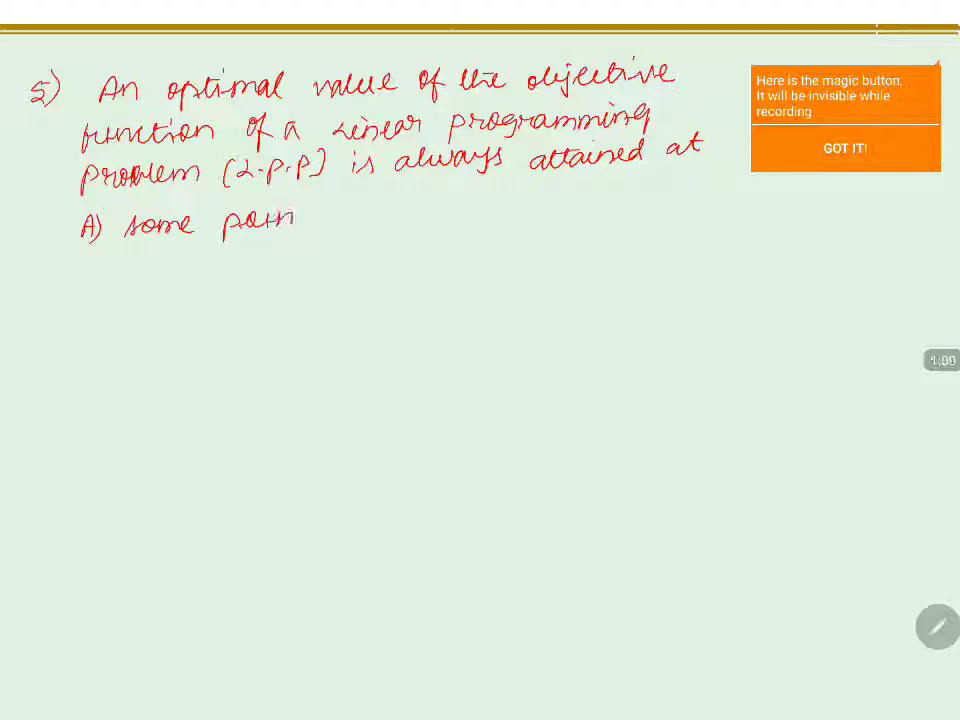 5) An optimal value of the objective
function of a Linear programming
problem (L.P.P) is always attained at
A) some poin
Here is the magic button.
It will be invisible while
recording
GOT IT!
1:00